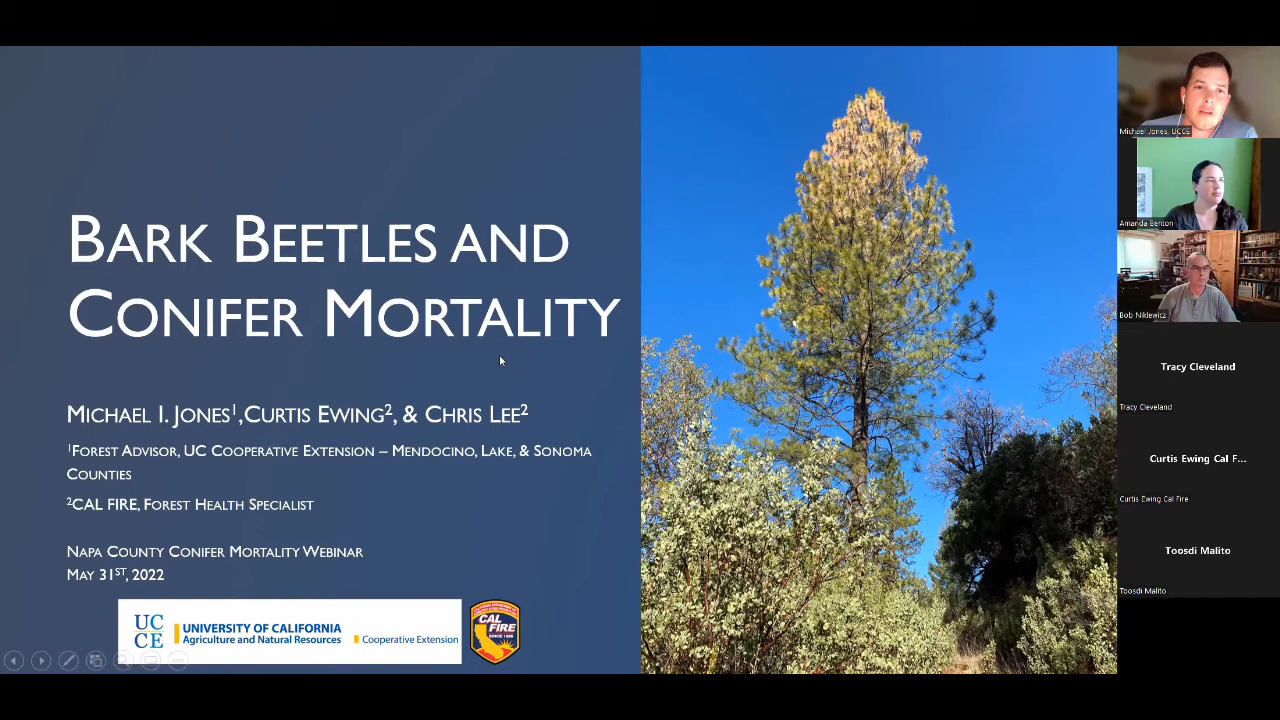 BARK BEETLES AND
CONIFER MORTALITY
MICHAEL I. JONES¹, CURTIS EWING², & CHRIS LEE²
¹FOREST ADVISOR, UC COOPERATIVE EXTENSION – MENDOCINO, LAKE, & SONOMA
COUNTIES
²CAL FIRE, FOREST HEALTH SPECIALIST
NAPA COUNTY CONIFER MORTALITY WEBINAR
MAY 31ST, 2022
UC
CE
UNIVERSITY OF CALIFORNIA
Agriculture and Natural Resources
Cooperative Extension
CAL
FIRE
SINCE 1885
Michael Jones, UCCE
Amanda Benton
Bob Niklewicz
Tracy Cleveland
Tracy Cleveland
Curtis Ewing Cal F...
Curtis Ewing Cal Fire
Toosdi Malito
Toosdi Malito